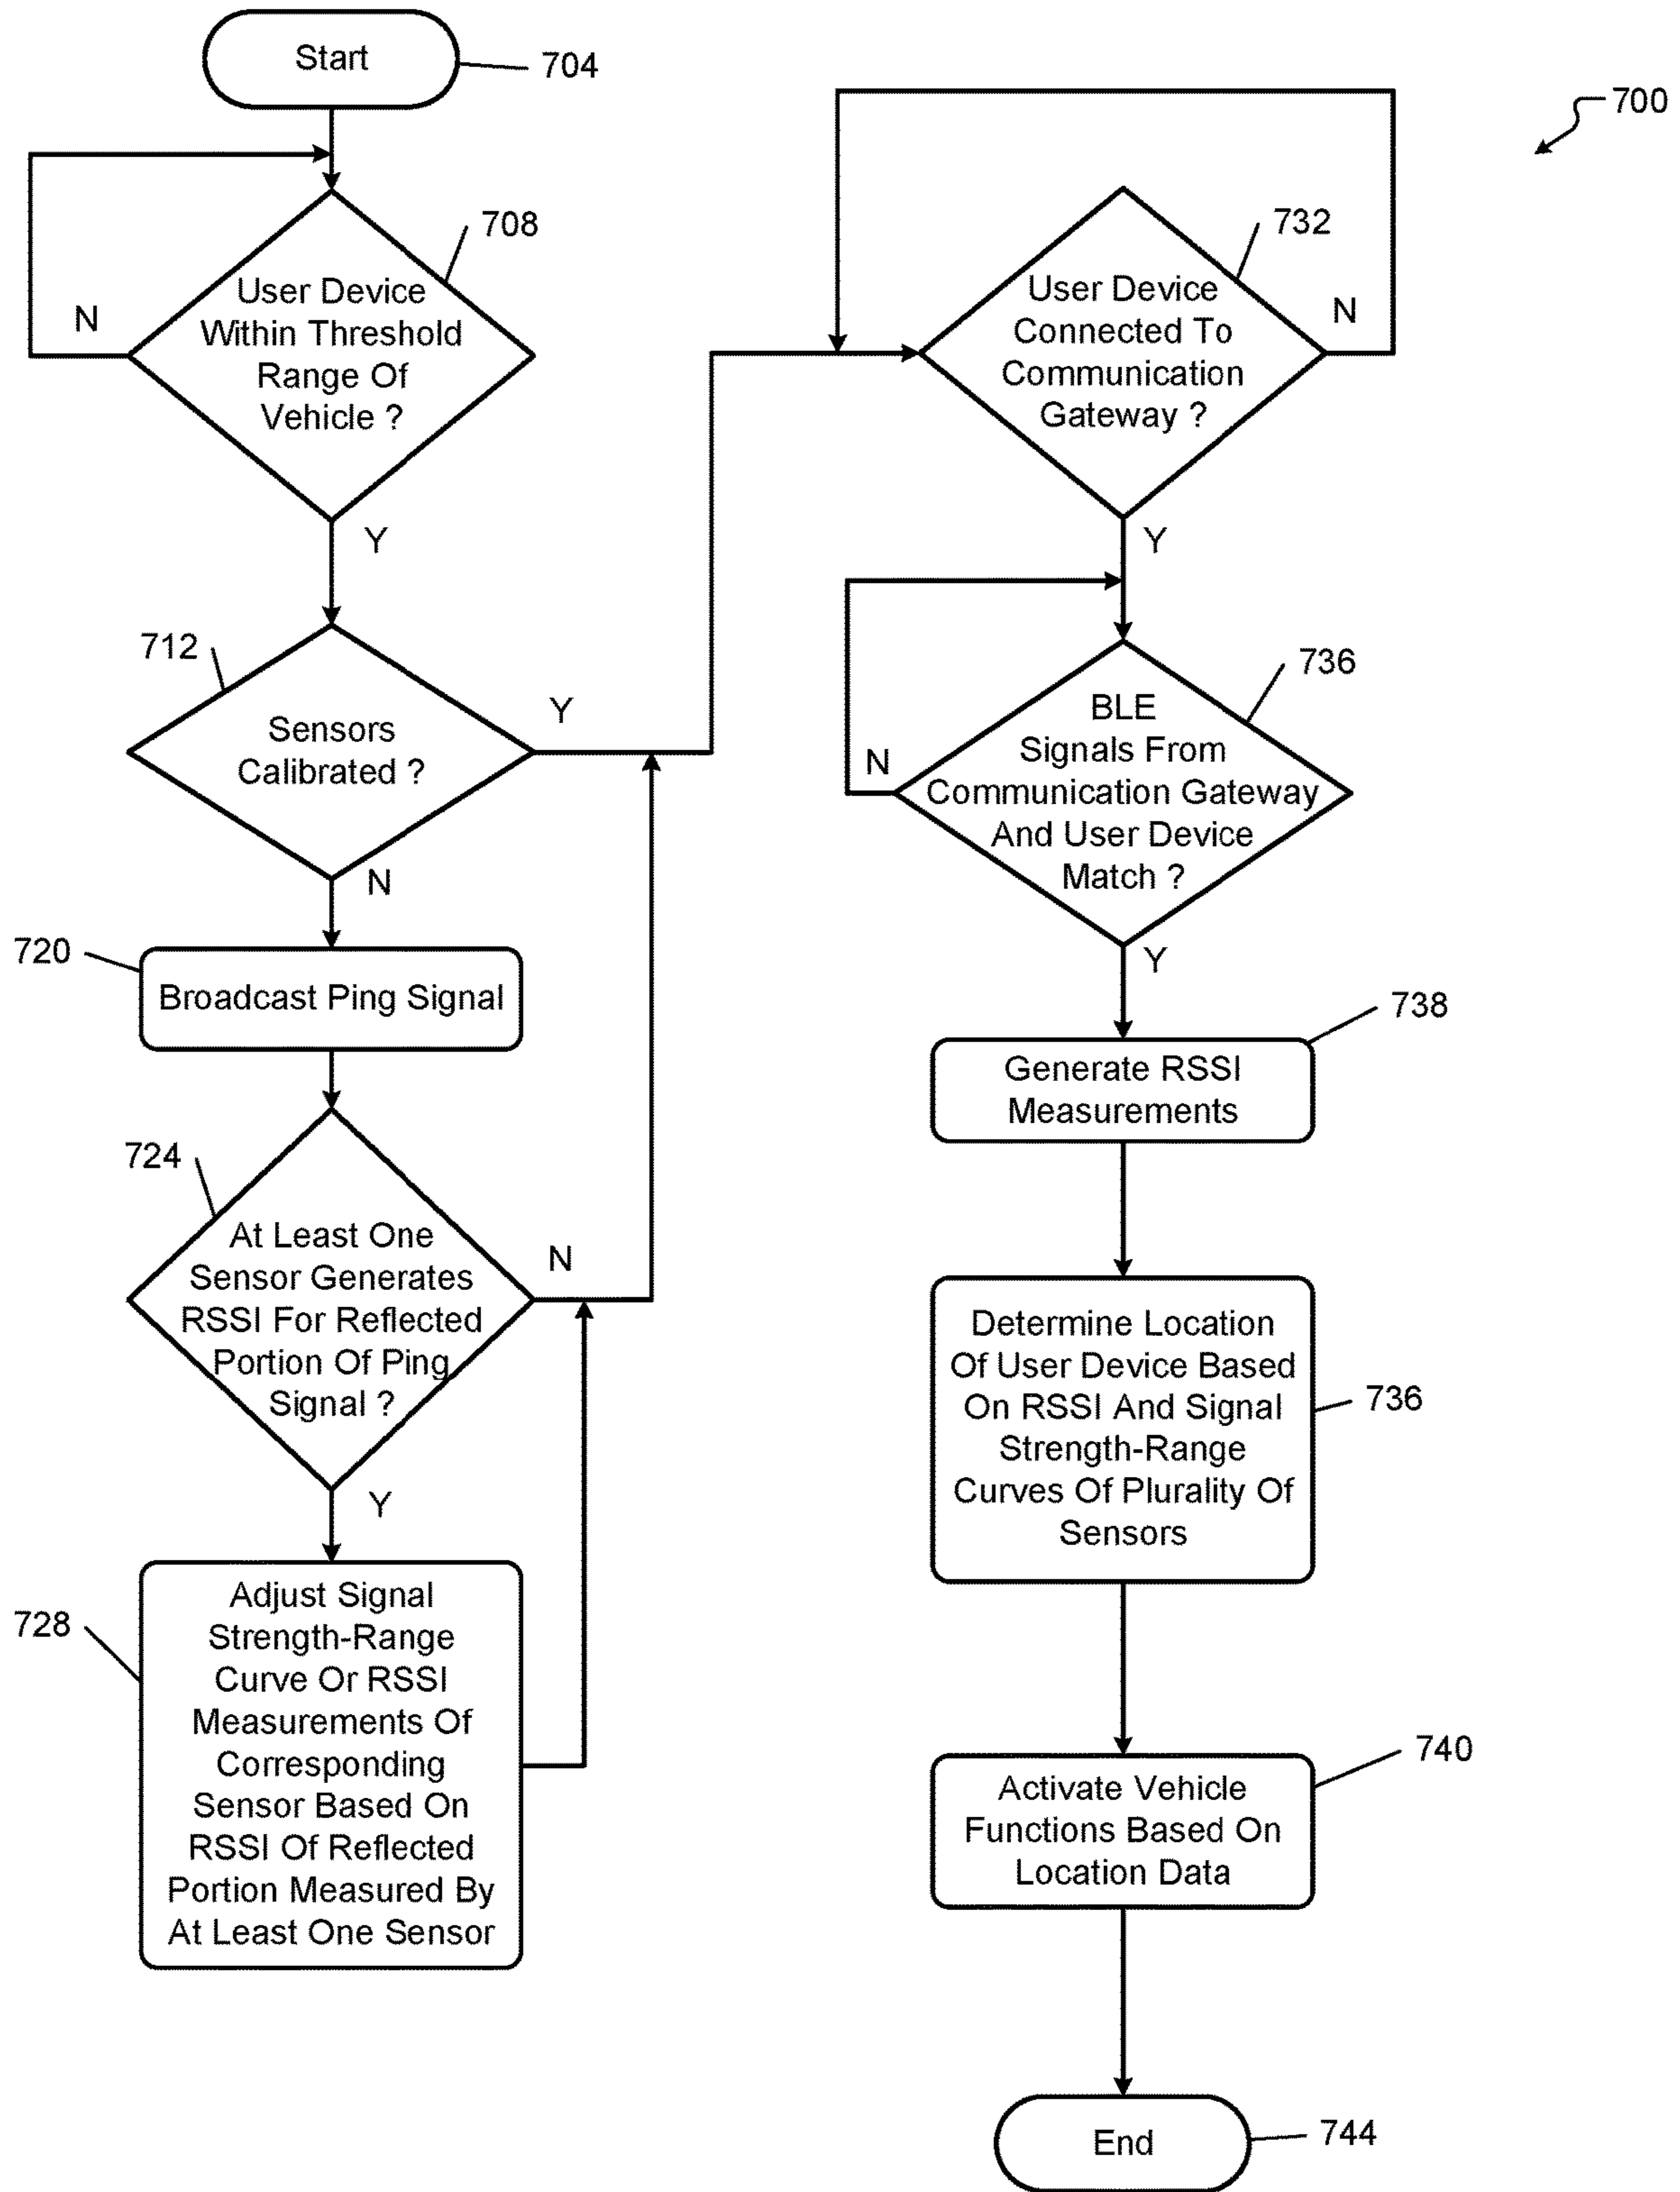 Start
704
700
708
User Device
Within Threshold
Range Of
Vehicle ?
N
Y
712
Sensors
Calibrated ?
Y
N
720
Broadcast Ping Signal
724
At Least One
Sensor Generates
RSSI For Reflected
Portion Of Ping
Signal ?
N
Y
728
Adjust Signal
Strength-Range
Curve Or RSSI
Measurements Of
Corresponding
Sensor Based On
RSSI Of Reflected
Portion Measured By
At Least One Sensor
732
User Device
Connected To
Communication
Gateway ?
N
Y
736
BLE
Signals From
Communication Gateway
And User Device
Match ?
N
Y
738
Generate RSSI
Measurements
Determine Location
Of User Device Based
On RSSI And Signal
Strength-Range
Curves Of Plurality Of
Sensors
736
740
Activate Vehicle
Functions Based On
Location Data
End
744